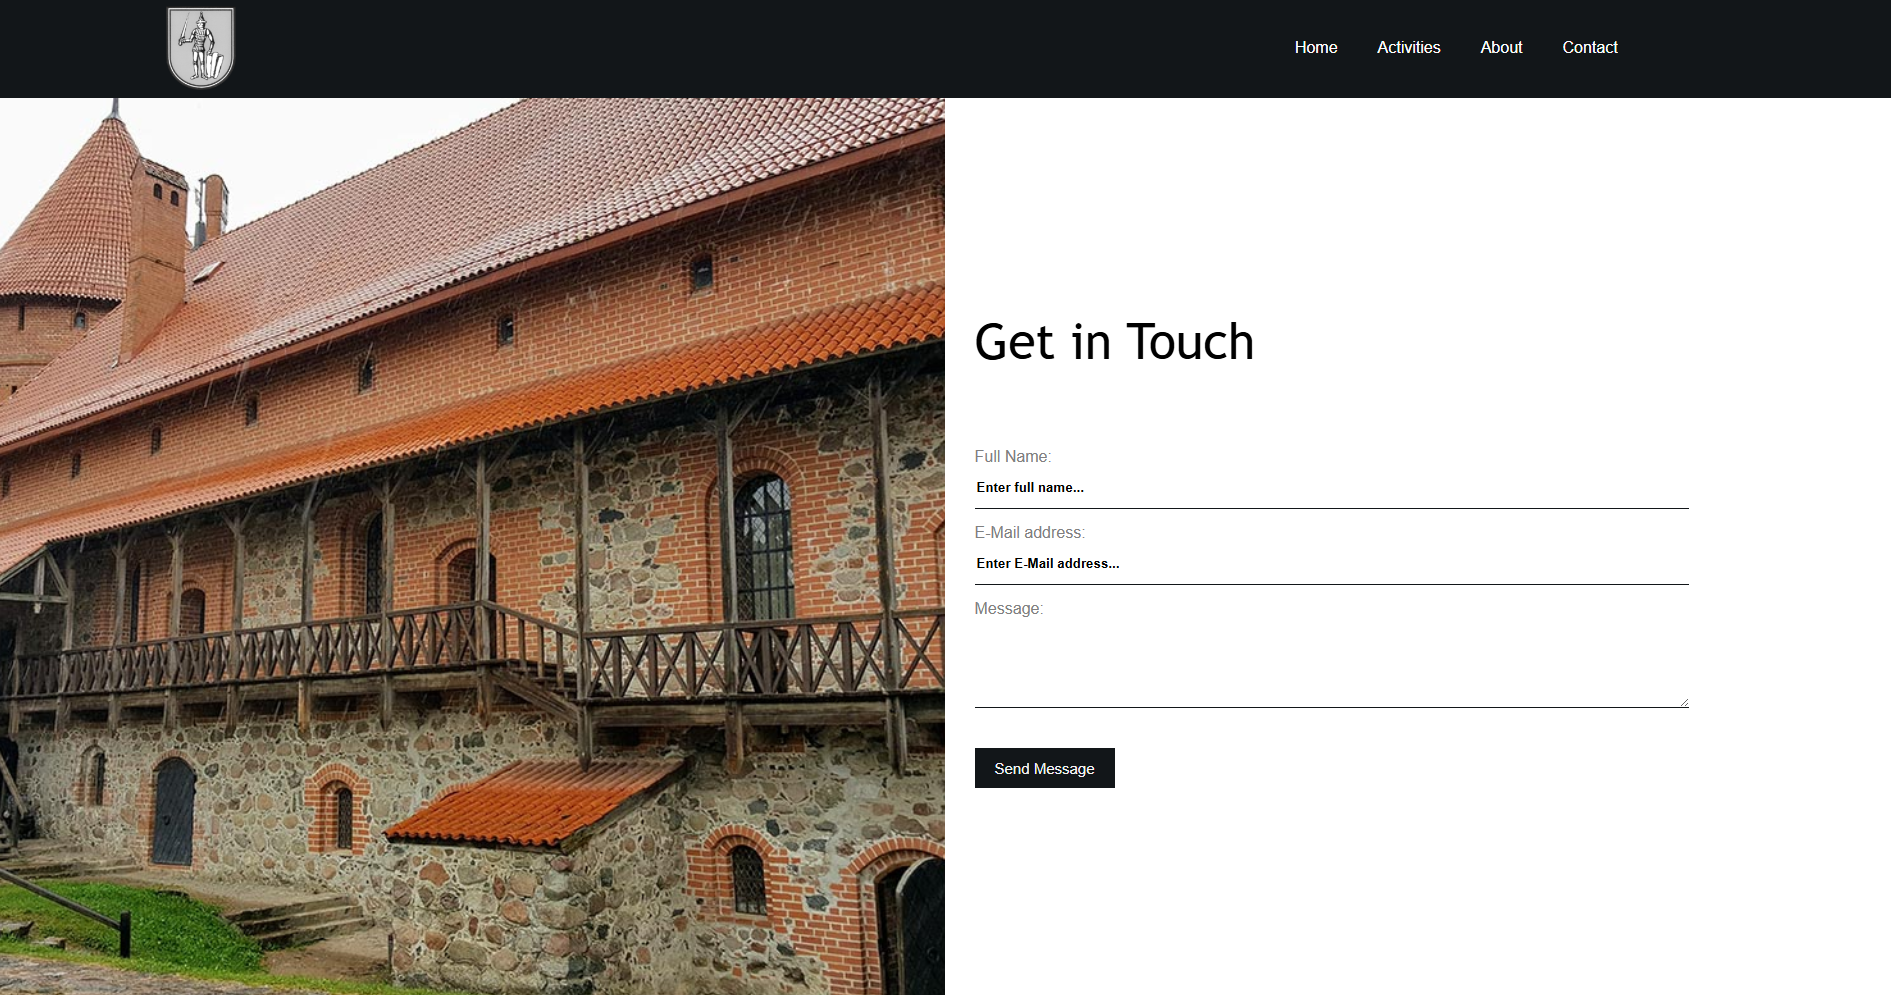 Home Activities About Contact
Get in Touch
Full Name:
Enter full name...
E-Mail address:
Enter E-Mail address...
Message:
Send Message